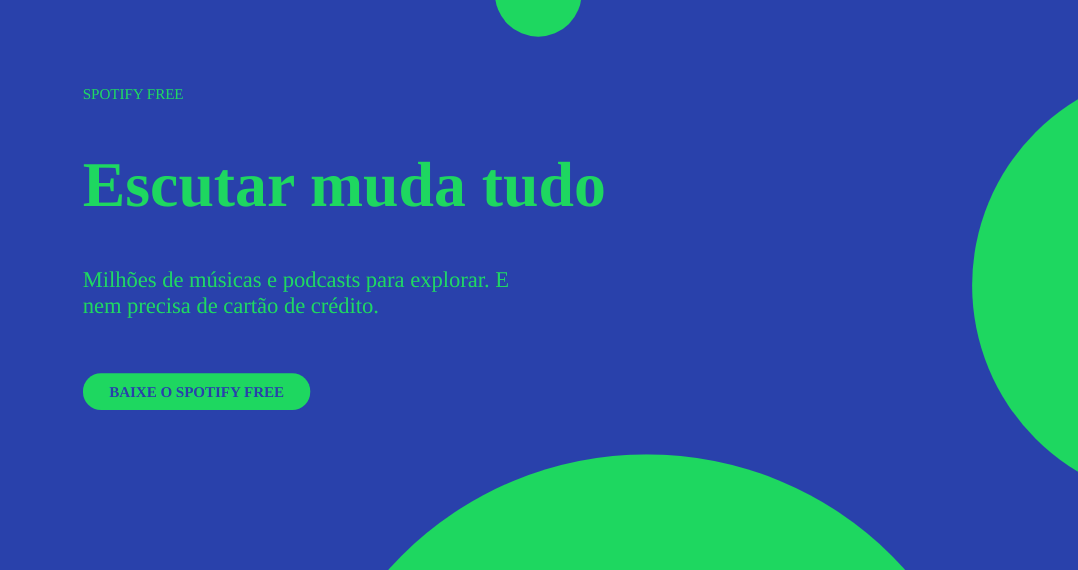 SPOTIFY FREE
Escutar muda tudo
Milhões de músicas e podcasts para explorar. E
nem precisa de cartão de crédito.
BAIXE O SPOTIFY FREE